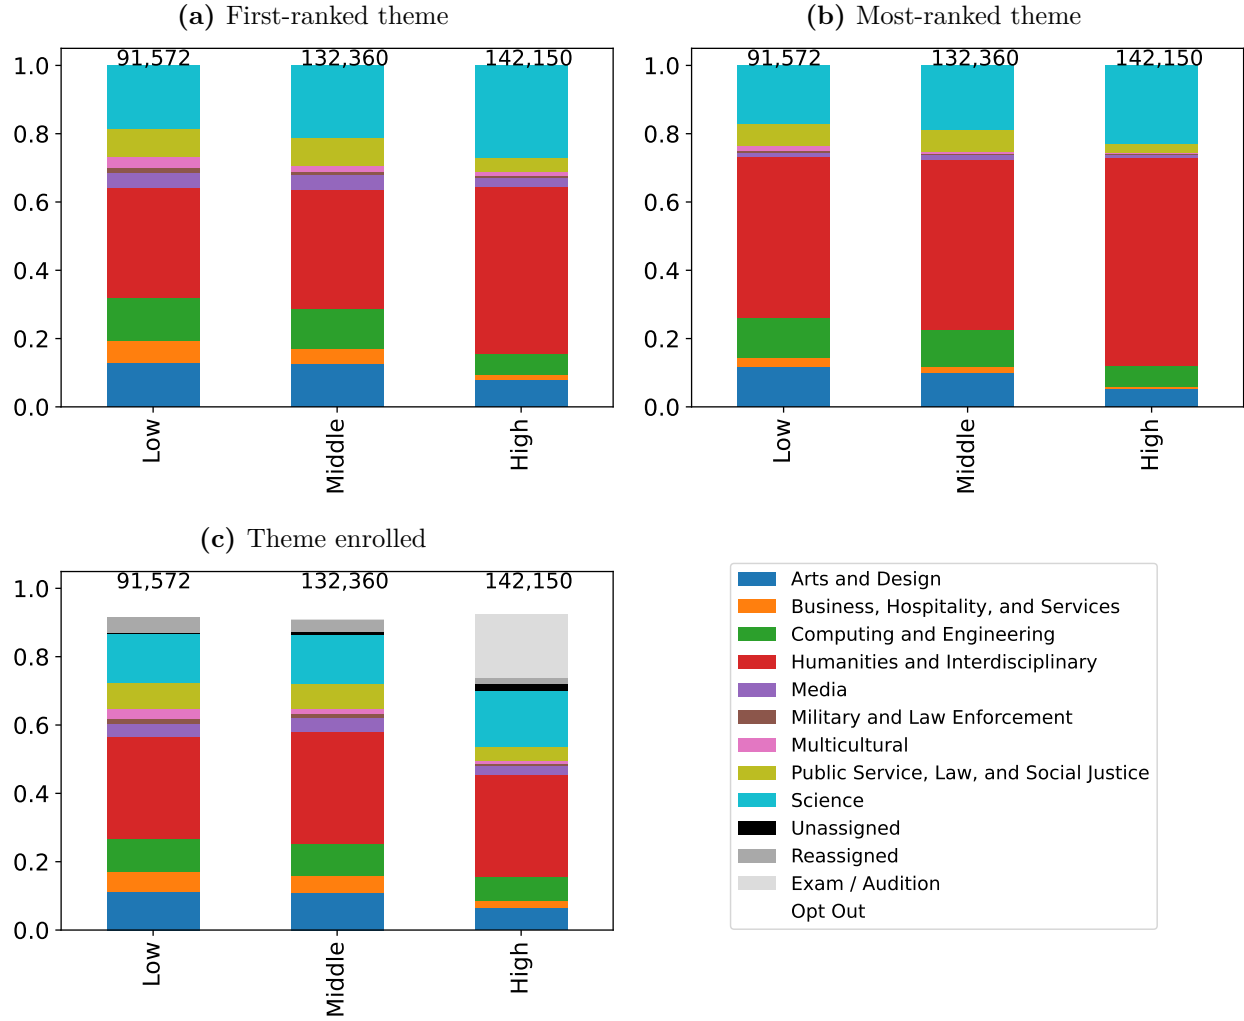 (a) First-ranked theme
91,572 132,360 142,150
1.0
0.8
0.6
0.4
0.2
0.0
Low Middle High
(b) Most-ranked theme
91,572 132,360 142,150
1.0
0.8
0.6
0.4
0.2
0.0
Low Middle High
(c) Theme enrolled
91,572 132,360 142,150
1.0
0.8
0.6
0.4
0.2
0.0
Low Middle High
Arts and Design
Business, Hospitality, and Services
Computing and Engineering
Humanities and Interdisciplinary
Media
Military and Law Enforcement
Multicultural
Public Service, Law, and Social Justice
Science
Unassigned
Reassigned
Exam / Audition
Opt Out